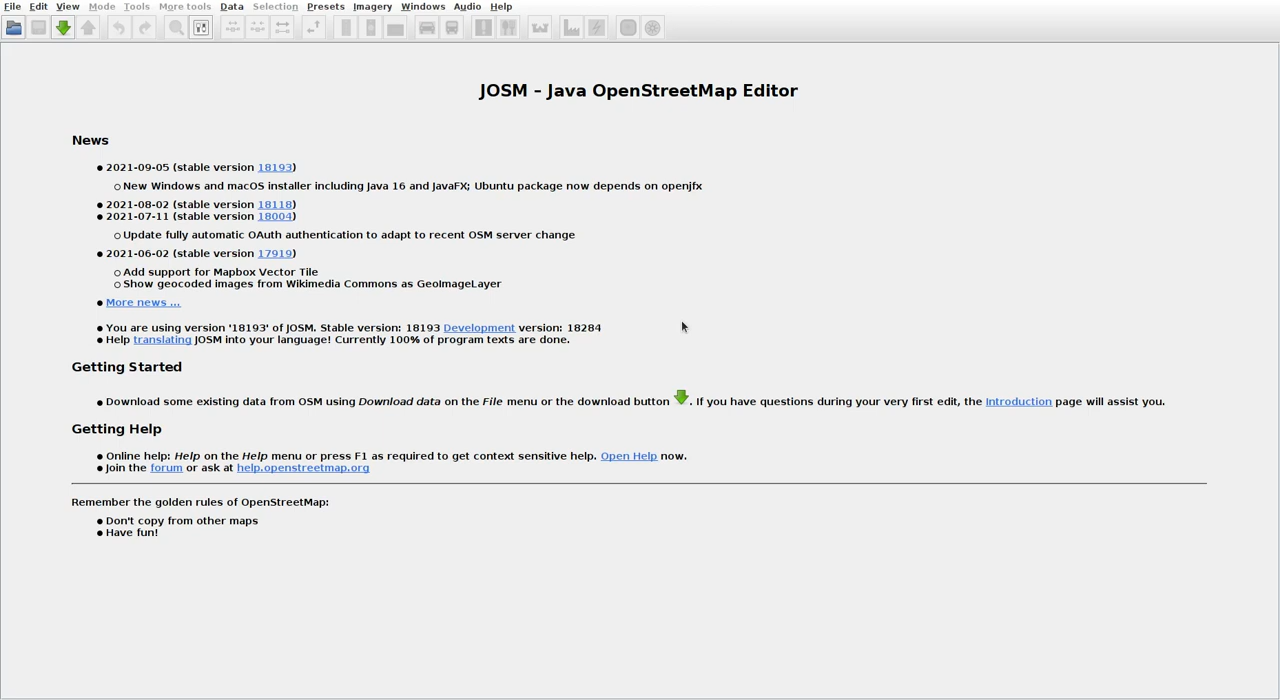 File Edit View Mode Tools More tools Data Selection Presets Imagery Windows Audio Help
JOSM – Java OpenStreetMap Editor
News
2021-09-05 (stable version 18193)
New Windows and macOS installer including Java 16 and JavaFX; Ubuntu package now depends on openjfx
2021-08-02 (stable version 18118)
2021-07-11 (stable version 18004)
Update fully automatic OAuth authentication to adapt to recent OSM server change
2021-06-02 (stable version 17919)
Add support for Mapbox Vector Tile
Show geocoded images from Wikimedia Commons as GeoImageLayer
More news ...
You are using version '18193' of JOSM. Stable version: 18193 Development version: 18284
Help translating JOSM into your language! Currently 100% of program texts are done.
Getting Started
Download some existing data from OSM using Download data on the File menu or the download button . If you have questions during your very first edit, the Introduction page will assist you.
Getting Help
Online help: Help on the Help menu or press F1 as required to get context sensitive help. Open Help now.
Join the forum or ask at help.openstreetmap.org
Remember the golden rules of OpenStreetMap:
Don't copy from other maps
Have fun!